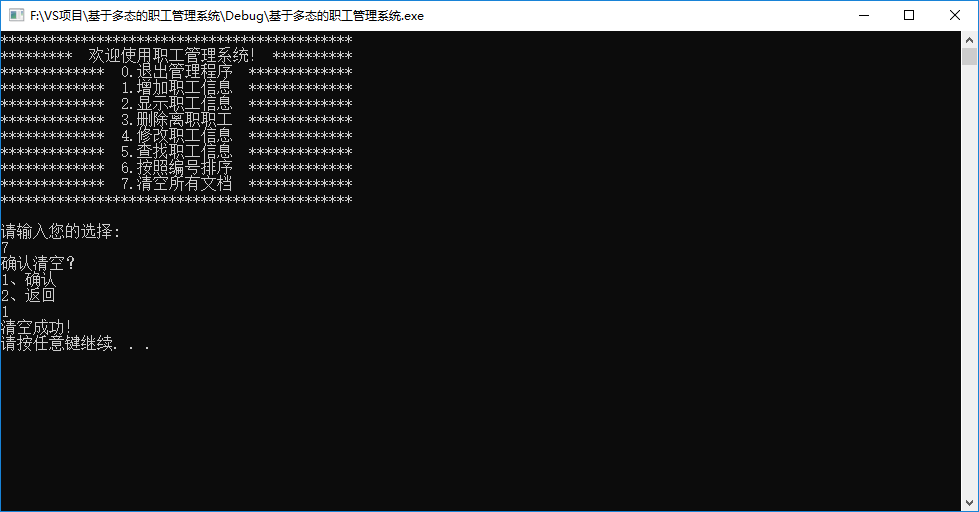 F:\VS项目\基于多态的职工管理系统\Debug\基于多态的职工管理系统.exe
********************************************
*********  欢迎使用职工管理系统！ **********
*************  0.退出管理程序  *************
*************  1.增加职工信息  *************
*************  2.显示职工信息  *************
*************  3.删除离职职工  *************
*************  4.修改职工信息  *************
*************  5.查找职工信息  *************
*************  6.按照编号排序  *************
*************  7.清空所有文档  *************
********************************************
请输入您的选择:
7
确认清空？
1、确认
2、返回
1
清空成功！
请按任意键继续. . .